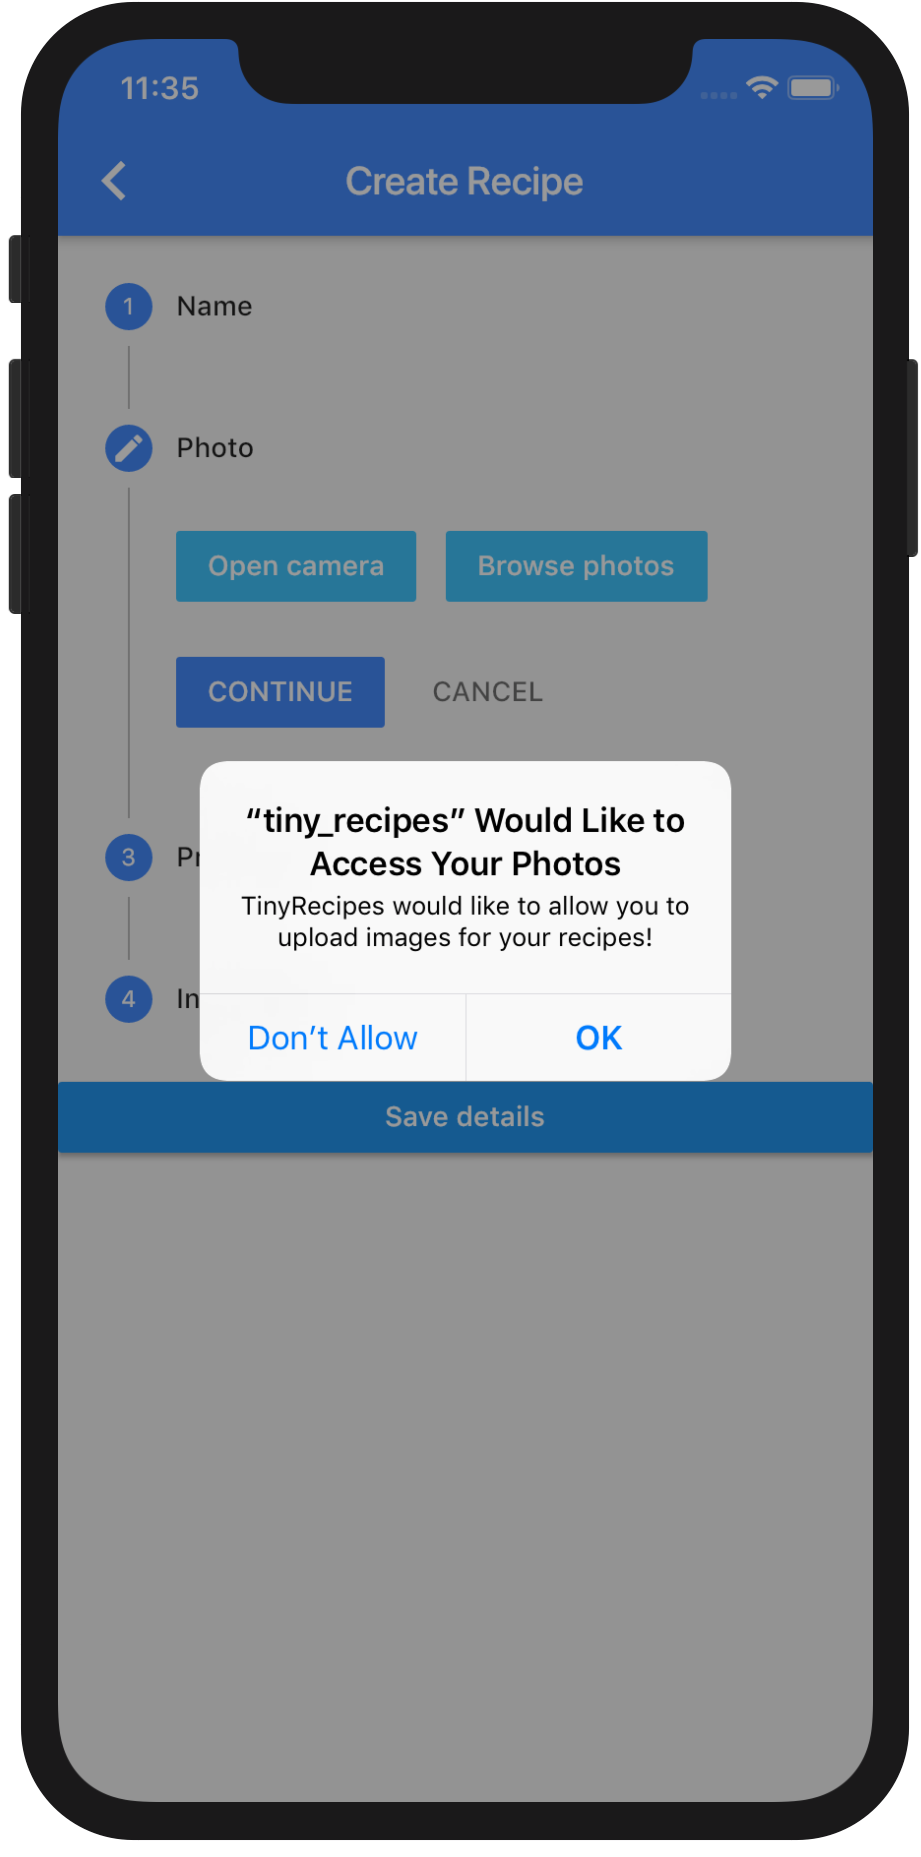 11:35
Create Recipe
1 Name
Photo
Open camera Browse photos
CONTINUE CANCEL
“tiny_recipes” Would Like to
Access Your Photos
TinyRecipes would like to allow you to
upload images for your recipes!
3 Pr
4 In
Don’t Allow OK
Save details